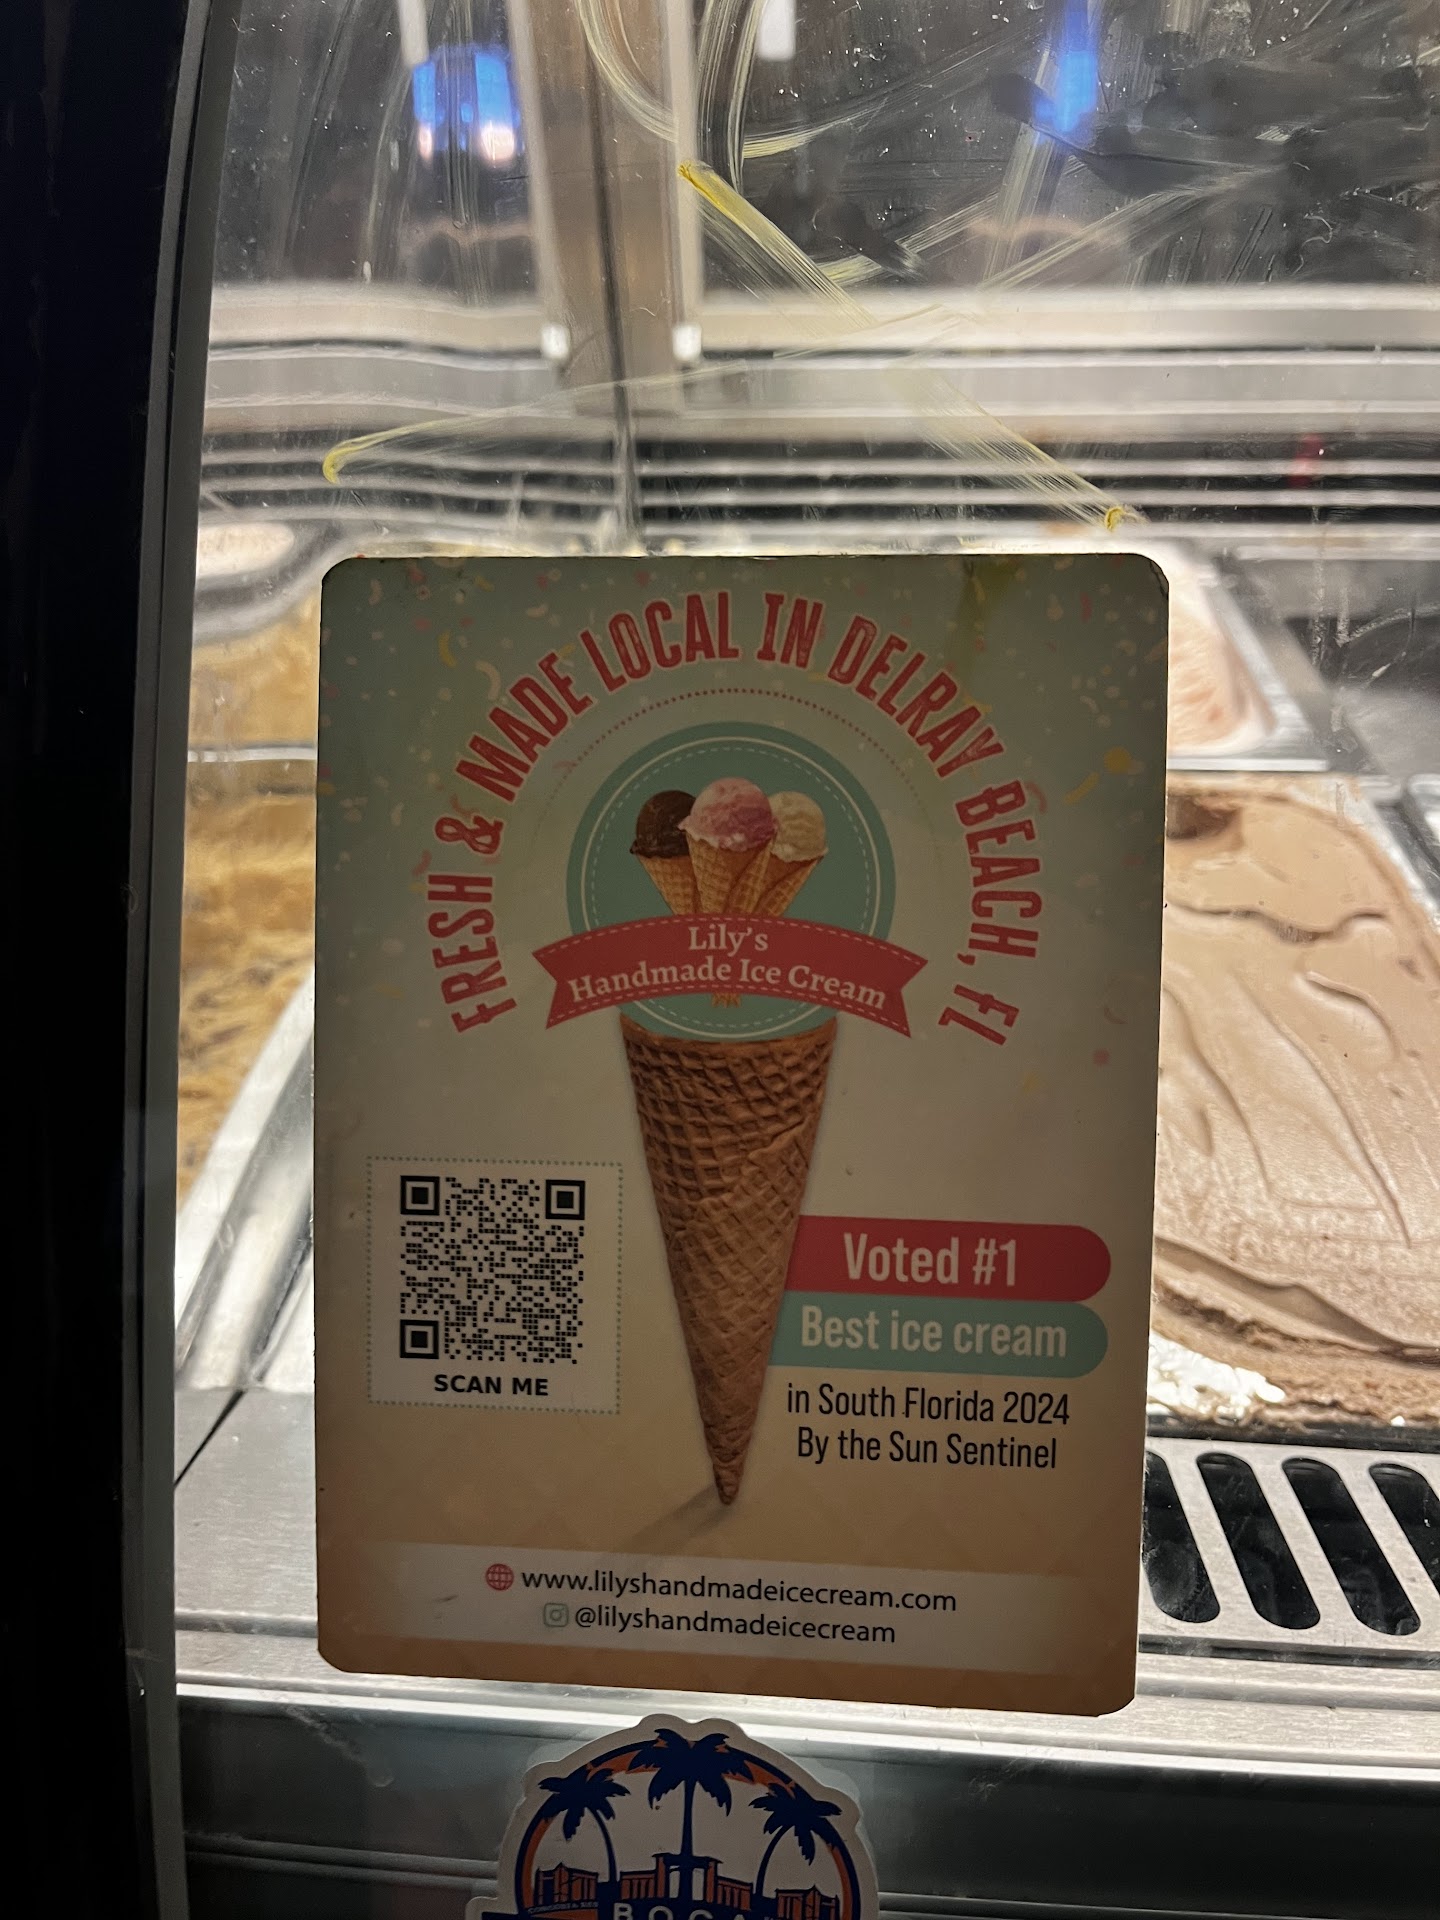 FRESH & MADE LOCAL IN DELRAY BEACH, FL
Lily's
Handmade Ice Cream
SCAN ME
Voted #1
Best ice cream
in South Florida 2024
By the Sun Sentinel
www.lilyshandmadeicecream.com
@lilyshandmadeicecream
BOCA